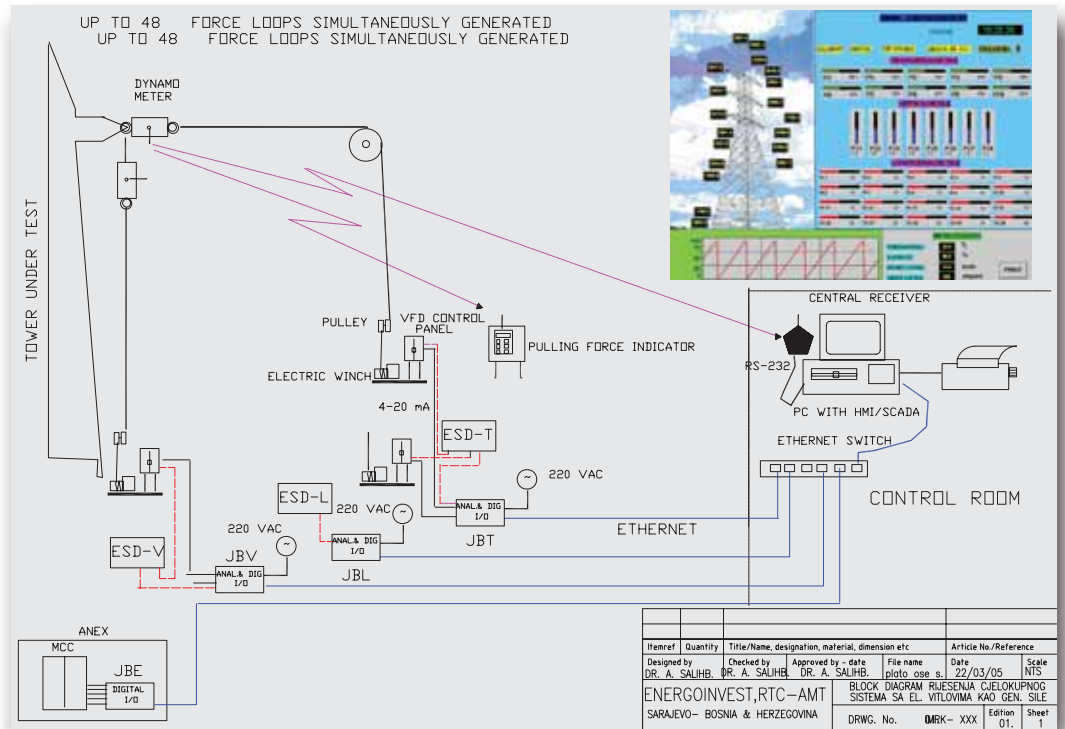 UP TO 48 FORCE LOOPS SIMULTANEOUSLY GENERATED
UP TO 48 FORCE LOOPS SIMULTANEOUSLY GENERATED
DYNAMO
METER
TOWER UNDER TEST
PULLEY
VFD CONTROL
PANEL
ELECTRIC WINCH
PULLING FORCE INDICATOR
4-20 mA
CENTRAL RECEIVER
RS-232
PC WITH HMI/SCADA
ETHERNET SWITCH
CONTROL ROOM
ESD-T
220 VAC
ANAL.& DIG
I/O
JBT
ETHERNET
ESD-L
220 VAC
ANAL.& DIG
I/O
JBL
ESD-V
220 VAC
JBV
ANAL.& DIG
I/O
ANEX
MCC
JBE
DIGITAL
I/O
Itemref Quantity Title/Name, designation, material, dimension etc Article No./Reference
Designed by Checked by Approved by - date File name Date Scale
DR. A. SALIHB. DR. A. SALIHB. DR. A. SALIHB. plato ose s. 22/03/05 NTS
ENERGOINVEST,RTC-AMT
SARAJEVO- BOSNIA & HERZEGOVINA
BLOCK DIAGRAM RIJESENJA CJELOKUPNOG
SISTEMA SA EL. VITLOVIMA KAO GEN. SILE
DRWG. No. - XXX Edition Sheet
01. 1